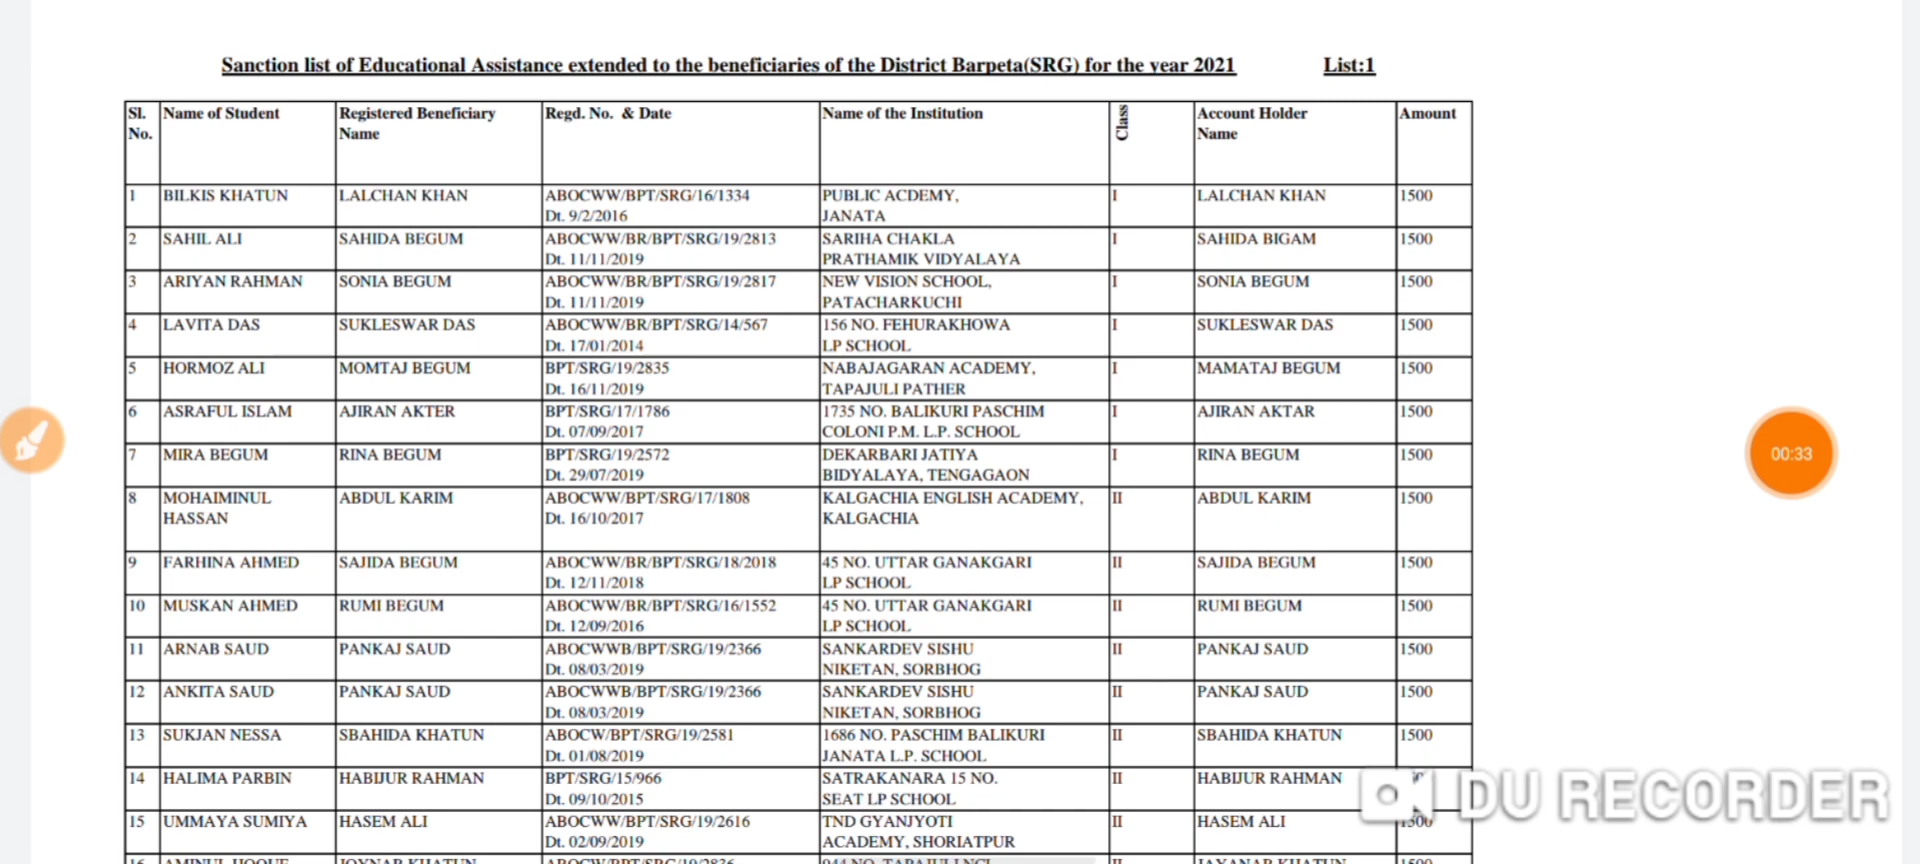 Sanction list of Educational Assistance extended to the beneficiaries of the District Barpeta(SRG) for the year 2021 List:1
Sl. No. Name of Student Registered Beneficiary Name Regd. No. & Date Name of the Institution Class Account Holder Name Amount
1 BILKIS KHATUN LALCHAN KHAN ABOCWW/BPT/SRG/16/1334 PUBLIC ACDEMY, I LALCHAN KHAN 1500
Dt. 9/2/2016 JANATA
2 SAHIL ALI SAHIDA BEGUM ABOCWW/BR/BPT/SRG/19/2813 SARIHA CHAKLA I SAHIDA BIGAM 1500
Dt. 11/11/2019 PRATHAMIK VIDYALAYA
3 ARIYAN RAHMAN SONIA BEGUM ABOCWW/BR/BPT/SRG/19/2817 NEW VISION SCHOOL, I SONIA BEGUM 1500
Dt. 11/11/2019 PATACHARKUCHI
4 LAVITA DAS SUKLESWAR DAS ABOCWW/BR/BPT/SRG/14/567 156 NO. FEHURAKHOWA I SUKLESWAR DAS 1500
Dt. 17/01/2014 LP SCHOOL
5 HORMOZ ALI MOMTAJ BEGUM BPT/SRG/19/2835 NABAJAGARAN ACADEMY, I MAMATAJ BEGUM 1500
Dt. 16/11/2019 TAPAJULI PATHER
6 ASRAFUL ISLAM AJIRAN AKTER BPT/SRG/17/1786 1735 NO. BALIKURI PASCHIM I AJIRAN AKTAR 1500
Dt. 07/09/2017 COLONI P.M. L.P. SCHOOL
7 MIRA BEGUM RINA BEGUM BPT/SRG/19/2572 DEKARBARI JATIYA I RINA BEGUM 1500
Dt. 29/07/2019 BIDYALAYA, TENGAGAON
8 MOHAIMINUL ABDUL KARIM ABOCWW/BPT/SRG/17/1808 KALGACHIA ENGLISH ACADEMY, II ABDUL KARIM 1500
HASSAN Dt. 16/10/2017 KALGACHIA
9 FARHINA AHMED SAJIDA BEGUM ABOCWW/BR/BPT/SRG/18/2018 45 NO. UTTAR GANAKGARI II SAJIDA BEGUM 1500
Dt. 12/11/2018 LP SCHOOL
10 MUSKAN AHMED RUMI BEGUM ABOCWW/BR/BPT/SRG/16/1552 45 NO. UTTAR GANAKGARI II RUMI BEGUM 1500
Dt. 12/09/2016 LP SCHOOL
11 ARNAB SAUD PANKAJ SAUD ABOCWWB/BPT/SRG/19/2366 SANKARDEV SISHU II PANKAJ SAUD 1500
Dt. 08/03/2019 NIKETAN, SORBHOG
12 ANKITA SAUD PANKAJ SAUD ABOCWWB/BPT/SRG/19/2366 SANKARDEV SISHU II PANKAJ SAUD 1500
Dt. 08/03/2019 NIKETAN, SORBHOG
13 SUKJAN NESSA SBAHIDA KHATUN ABOCW/BPT/SRG/19/2581 1686 NO. PASCHIM BALIKURI II SBAHIDA KHATUN 1500
Dt. 01/08/2019 JANATA L.P. SCHOOL
14 HALIMA PARBIN HABIJUR RAHMAN BPT/SRG/15/966 SATRAKANARA 15 NO. II HABIJUR RAHMAN
Dt. 09/10/2015 SEAT LP SCHOOL
15 UMMAYA SUMIYA HASEM ALI ABOCWW/BPT/SRG/19/2616 TND GYANJYOTI II HASEM ALI 1500
Dt. 02/09/2019 ACADEMY, SHORIATPUR
00:33
DU RECORDER